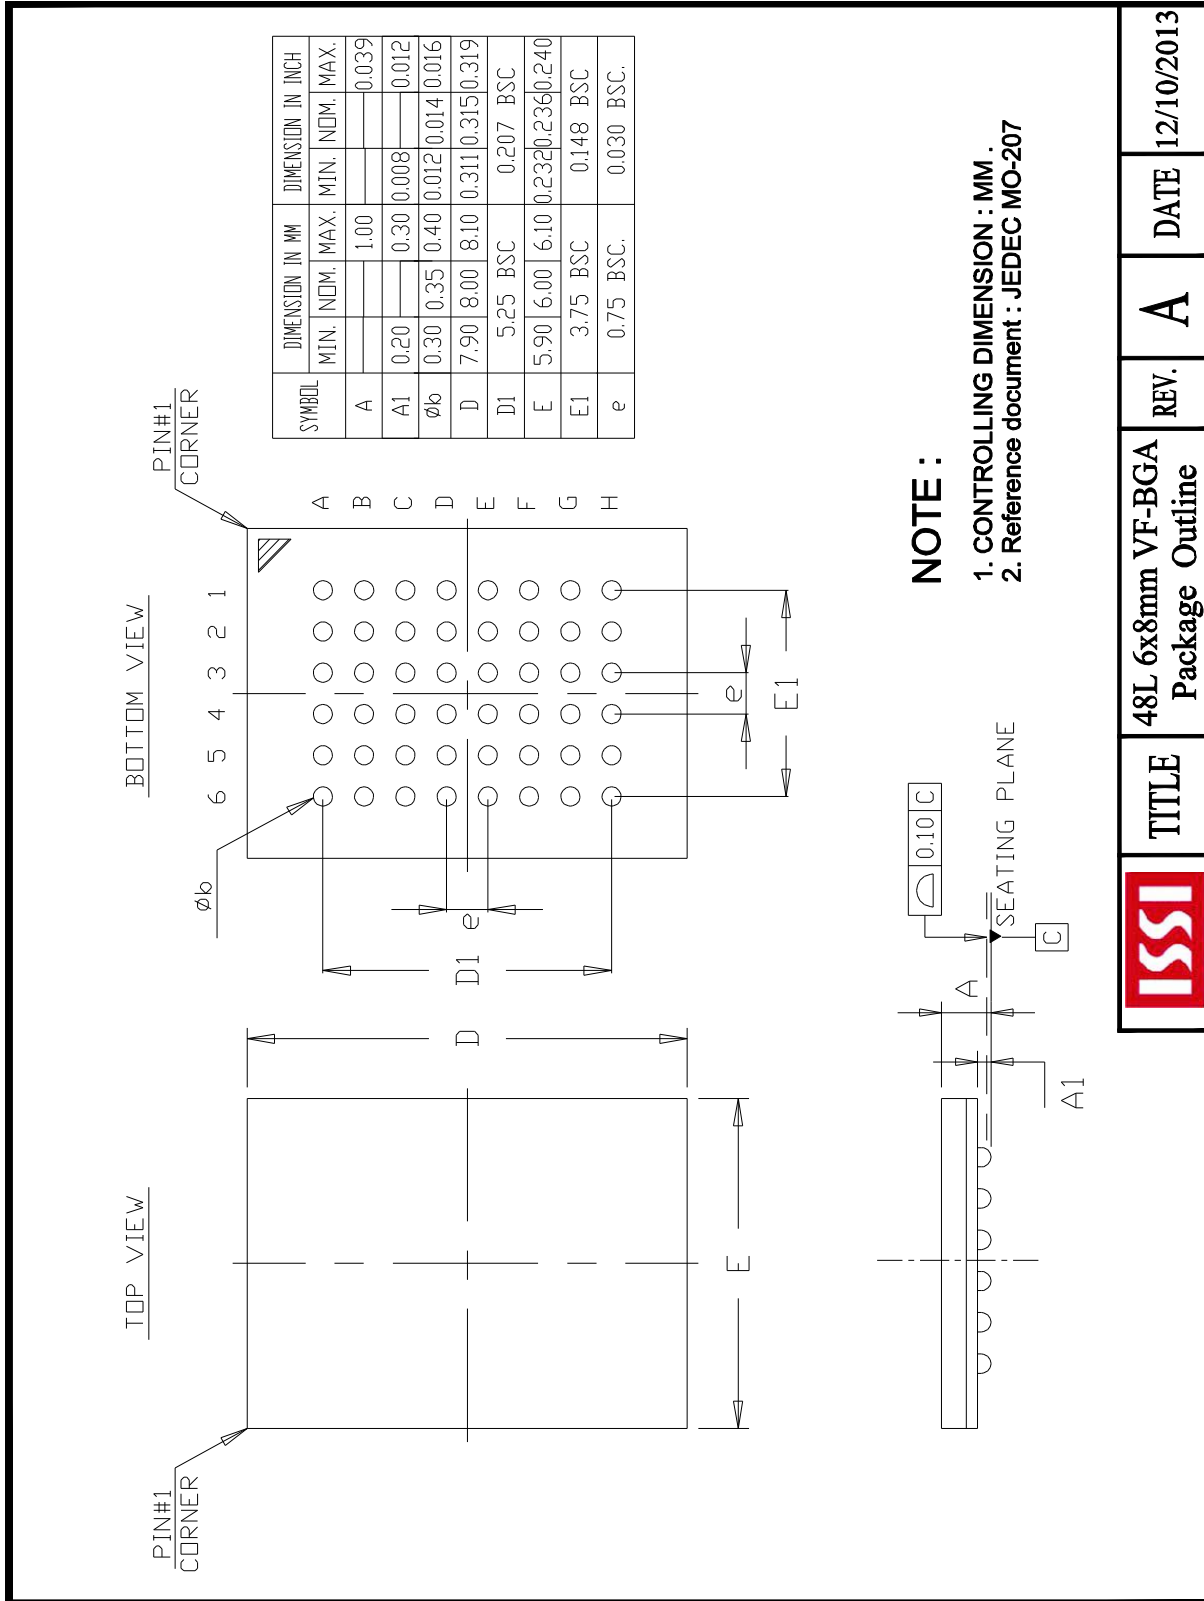 TOP VIEW
BOTTOM VIEW
PIN#1
CORNER
PIN#1
CORNER
Øb
6 5 4 3 2 1
A
B
C
D
E
F
G
H
D
D1
e
e
E1
E
SYMBOL DIMENSION IN MM DIMENSION IN INCH
MIN. NOM. MAX. MIN. NOM. MAX.
A 1.00 0.039
A1 0.20 0.30 0.008 0.012
Øb 0.30 0.35 0.40 0.012 0.014 0.016
D 7.90 8.00 8.10 0.311 0.315 0.319
D1 5.25 BSC 0.207 BSC
E 5.90 6.00 6.10 0.232 0.236 0.240
E1 3.75 BSC 0.148 BSC
e 0.75 BSC. 0.030 BSC.
A
A1
0.10 C
SEATING PLANE
C
NOTE :
1. CONTROLLING DIMENSION : MM .
2. Reference document : JEDEC MO-207
ISSI
TITLE
48L 6x8mm VF-BGA
Package Outline
REV.
A
DATE
12/10/2013